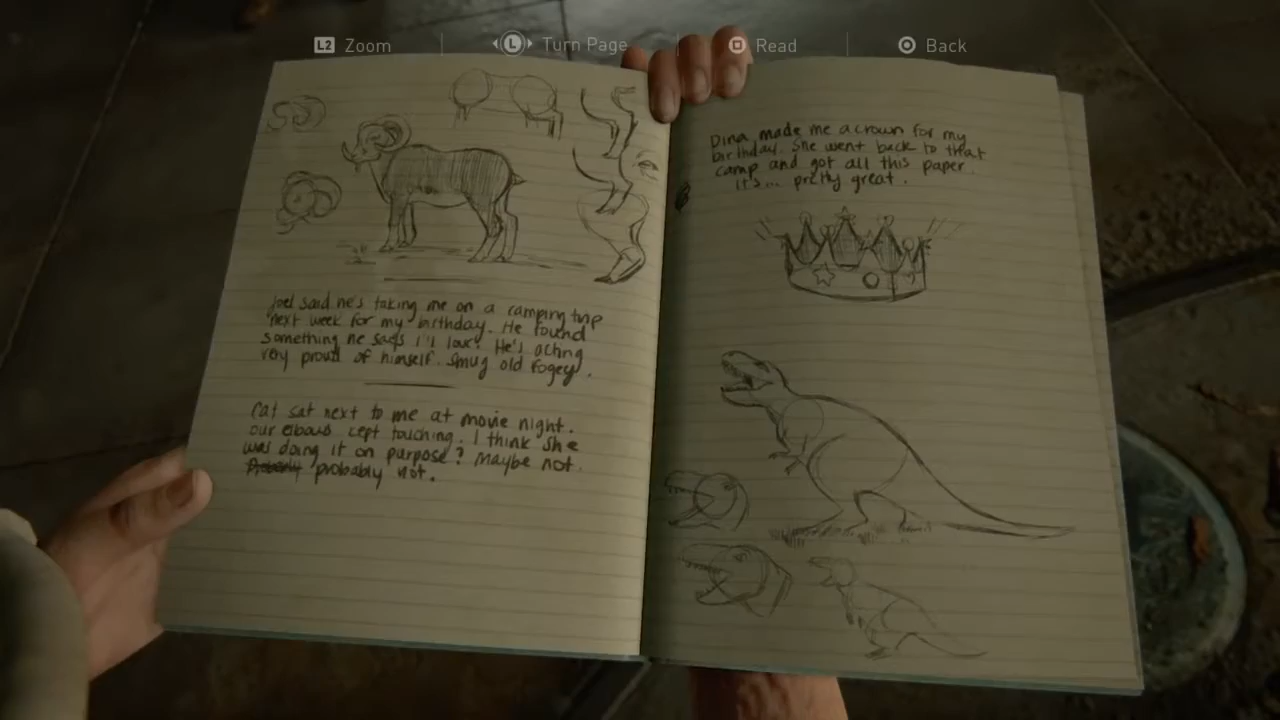 L2 Zoom
L Turn Page
Read
Back
Joel said he's taking me on a camping trip
next week for my birthday. He found
something he says I'll love. He's acting
very proud of himself. Smug old fogey.
Cat sat next to me at movie night.
our elbows kept touching. I think she
was doing it on purpose? Maybe not.
probably not.
Dina made me a crown for my
birthday. She went back to that
camp and got all this paper.
It's... pretty great.